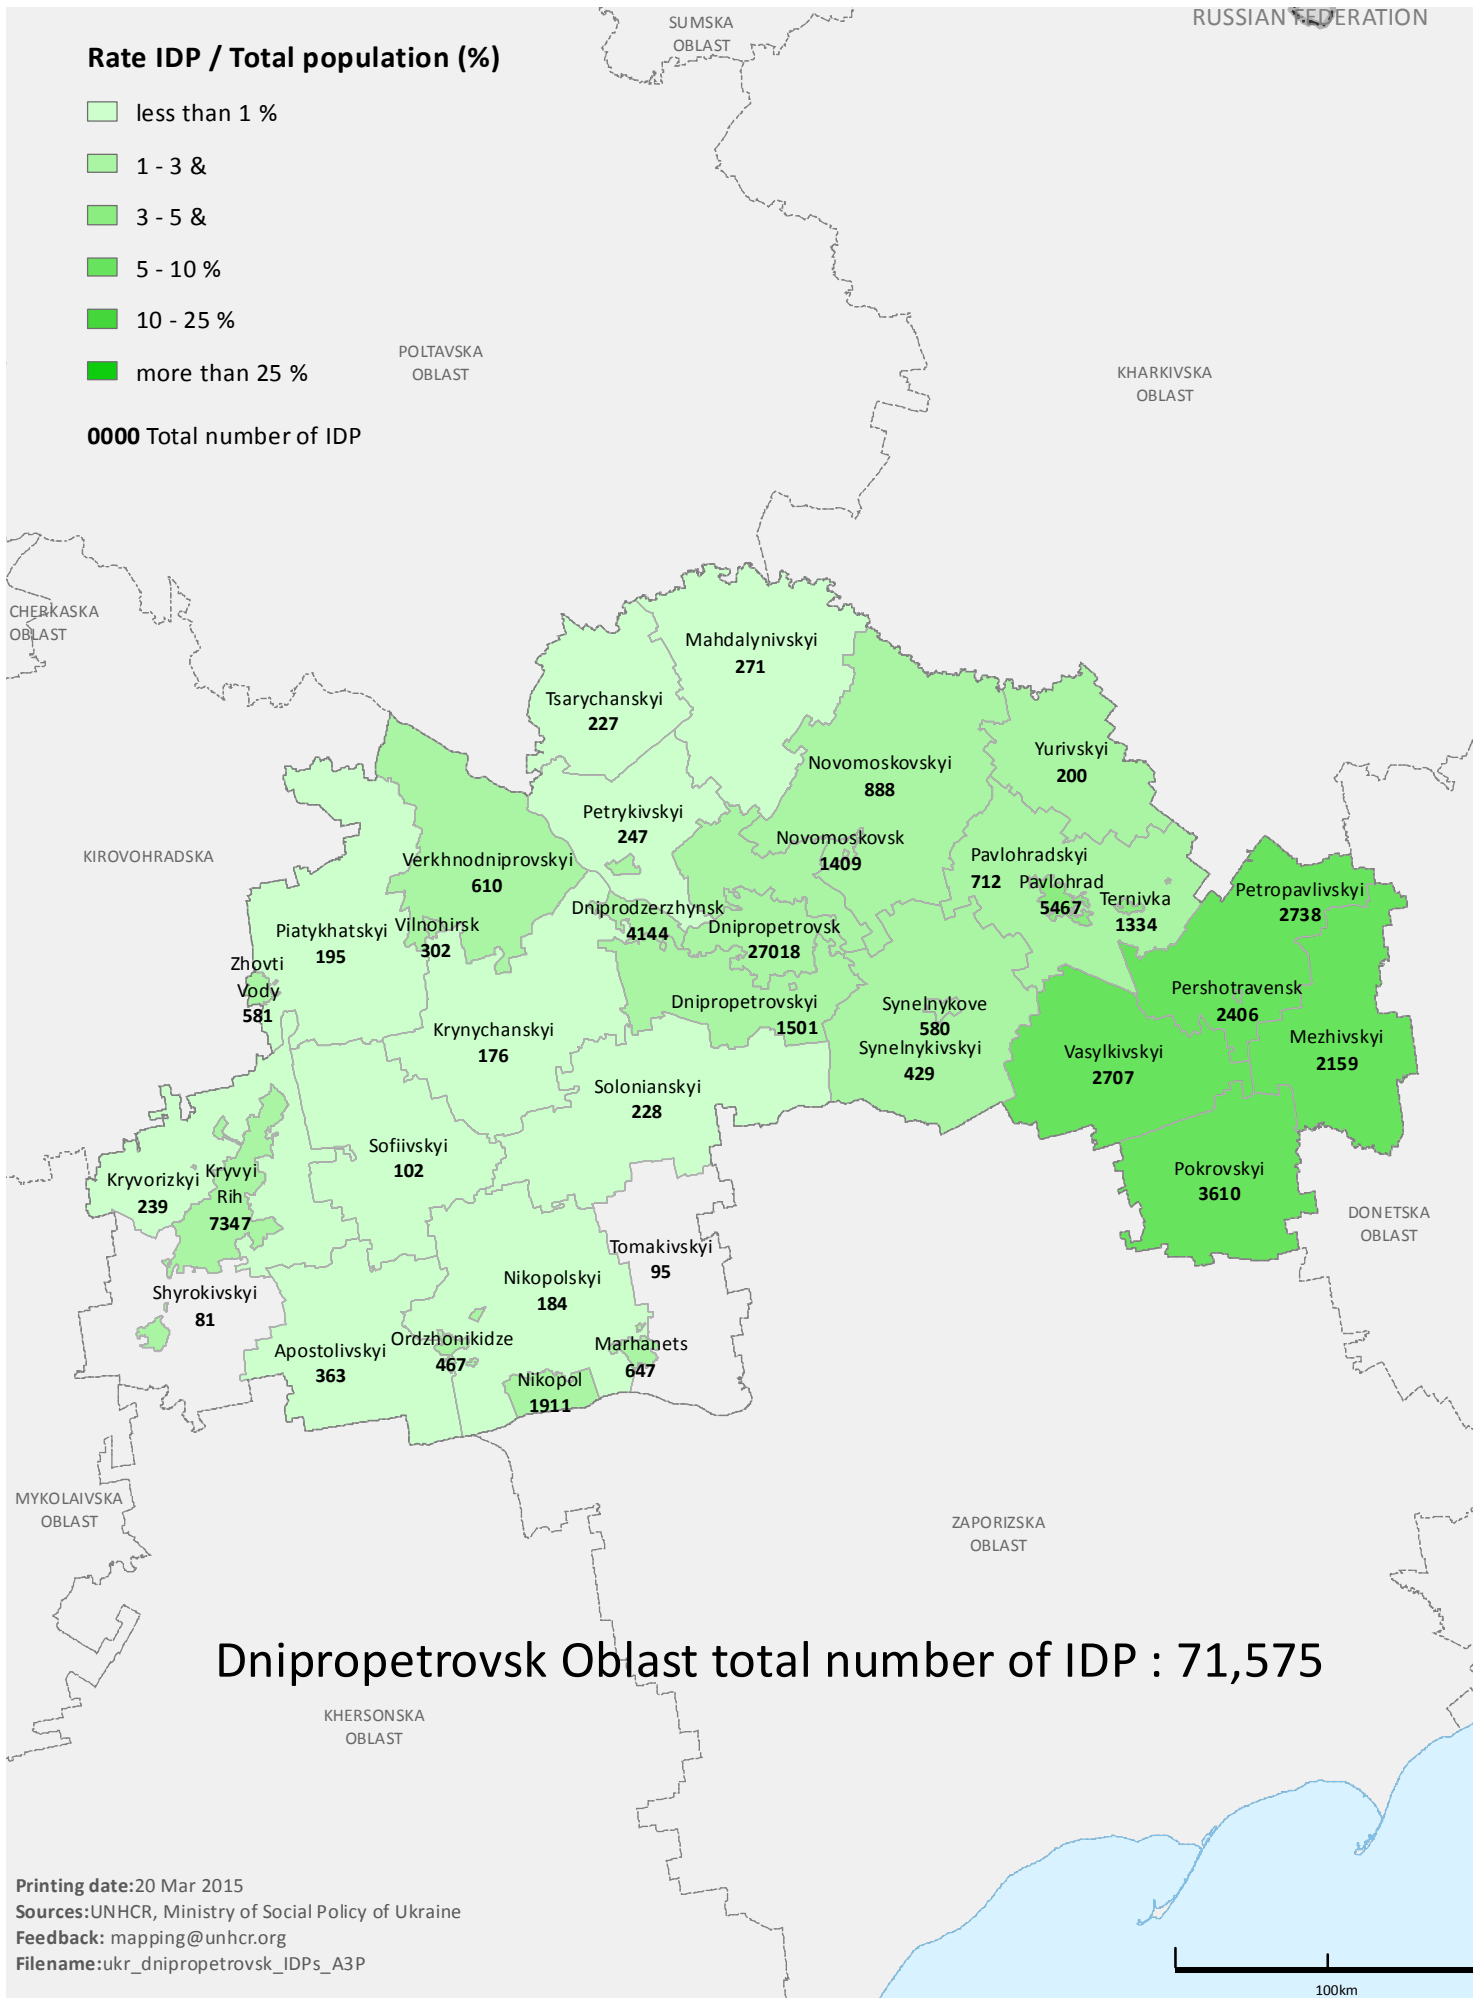 SUMSKA
OBLAST
RUSSIAN FEDERATION
Rate IDP / Total population (%)
less than 1 %
1 - 3 &
3 - 5 &
5 - 10 %
10 - 25 %
more than 25 %
0000 Total number of IDP
POLTAVSKA
OBLAST
KHARKIVSKA
OBLAST
CHERKASKA
OBLAST
KIROVOHRADSKA
Mahdalynivskyi
271
Tsarychanskyi
227
Yurivskyi
200
Novomoskovskyi
888
Petrykivskyi
247
Novomoskovsk
1409
Verkhnodniprovskyi
610
Pavlohradskyi
712
Pavlohrad
5467
Ternivka
1334
Petropavlivskyi
2738
Dniprodzerzhynsk
4144
Dnipropetrovsk
27018
Vilnohirsk
302
Piatykhatskyi
195
Zhovti
Vody
581
Pershotravensk
2406
Dnipropetrovskyi
1501
Synelnykove
580
Krynychanskyi
176
Synelnykivskyi
429
Vasylkivskyi
2707
Mezhivskyi
2159
Solonianskyi
228
Sofiivskyi
102
Kryvorizkyi
239
Kryvyi
Rih
7347
Pokrovskyi
3610
DONETSKA
OBLAST
Tomakivskyi
95
Nikopolskyi
184
Shyrokivskyi
81
Apostolivskyi
363
Ordzhonikidze
467
Marhanets
647
Nikopol
1911
MYKOLAIVSKA
OBLAST
ZAPORIZSKA
OBLAST
Dnipropetrovsk Oblast total number of IDP : 71,575
KHERSONSKA
OBLAST
Printing date:20 Mar 2015
Sources:UNHCR, Ministry of Social Policy of Ukraine
Feedback: mapping@unhcr.org
Filename:ukr_dnipropetrovsk_IDPs_A3P
100km